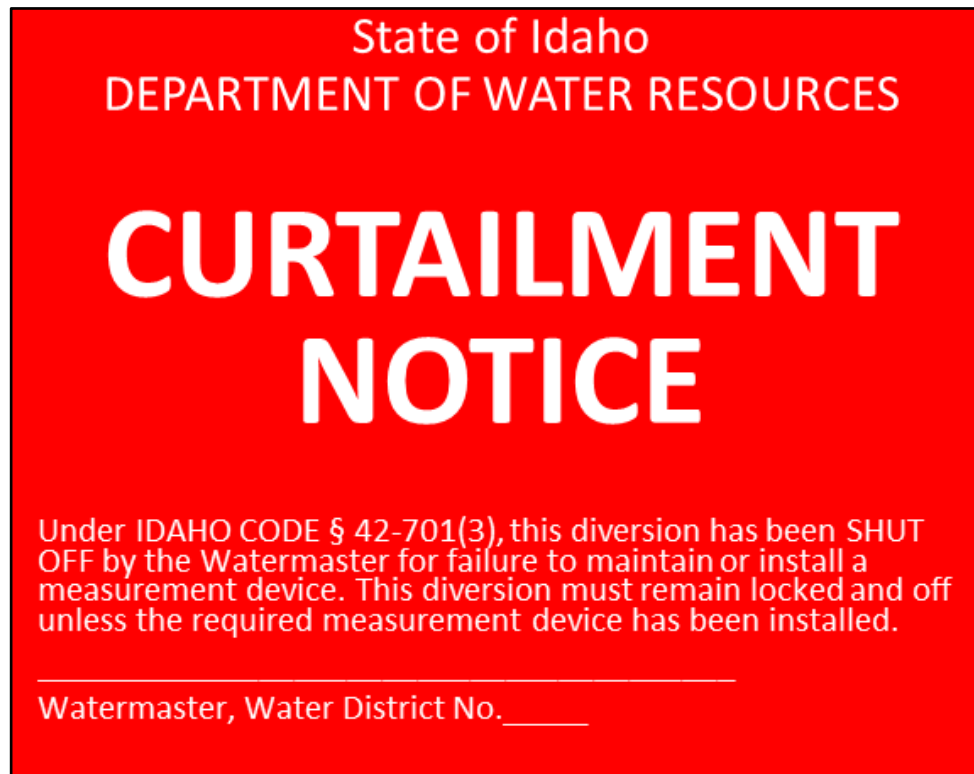 State of Idaho
DEPARTMENT OF WATER RESOURCES
CURTAILMENT
NOTICE
Under IDAHO CODE § 42-701(3), this diversion has been SHUT
OFF by the Watermaster for failure to maintain or install a
measurement device. This diversion must remain locked and off
unless the required measurement device has been installed.
________________________________________
Watermaster, Water District No._____